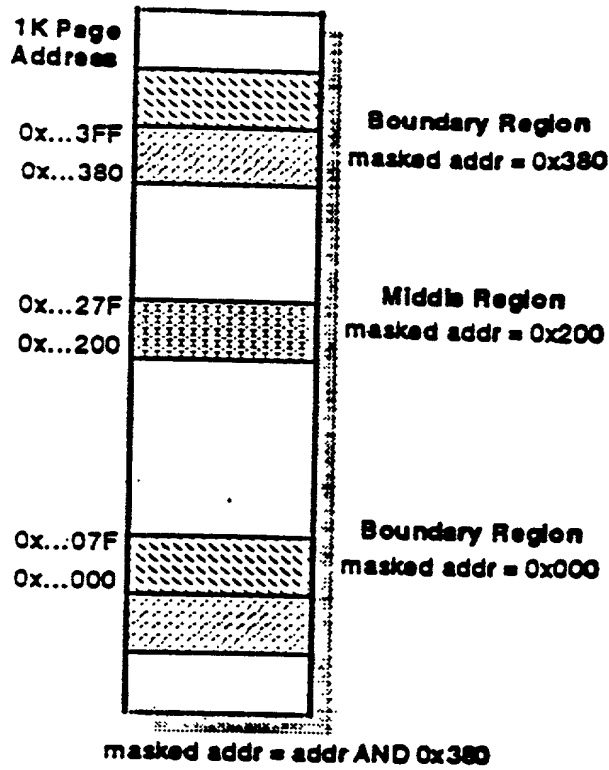 1K Page
Address
0x...3FF
0x...380
Boundary Region
masked addr = 0x380
0x...27F
0x...200
Middle Region
masked addr = 0x200
0x...07F
0x...000
Boundary Region
masked addr = 0x000
masked addr = addr AND 0x380